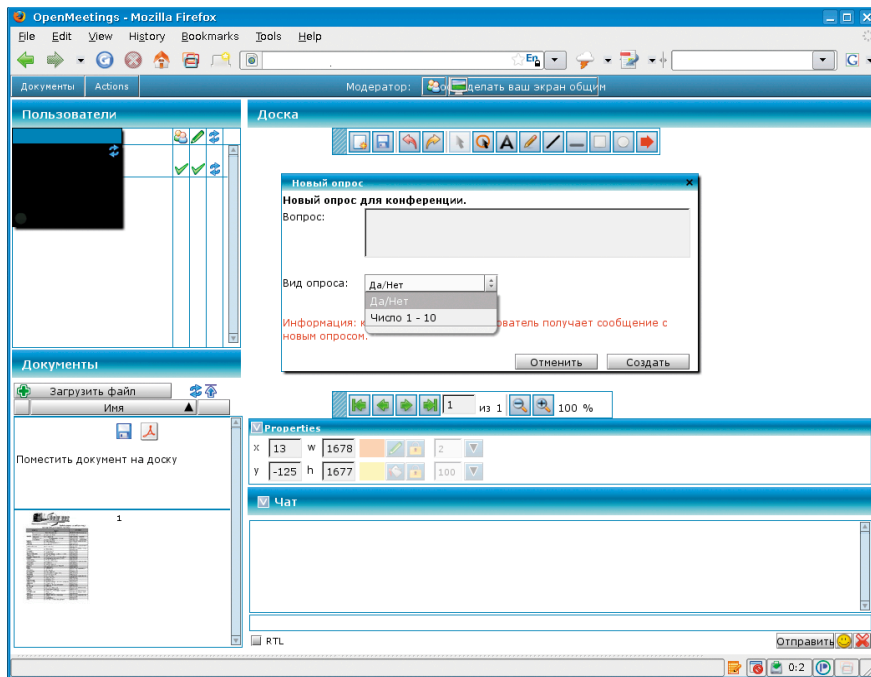 OpenMeetings - Mozilla Firefox
File Edit View History Bookmarks Tools Help
En
G
Документы Actions Модератор: делать ваш экран общим
Пользователи
Доска
A
Новый опрос
Новый опрос для конференции.
Вопрос:
Вид опроса: Да/Нет
Да/Нет
Число 1 - 10
Информация: к ватель получает сообщение с
новым опросом.
Отменить Создать
Документы
Загрузить файл
Имя
1 из 1 100 %
Поместить документ на доску
1
Properties
x 13 w 1678 2
y -125 h 1677 100
Чат
RTL
Отправить
0:2